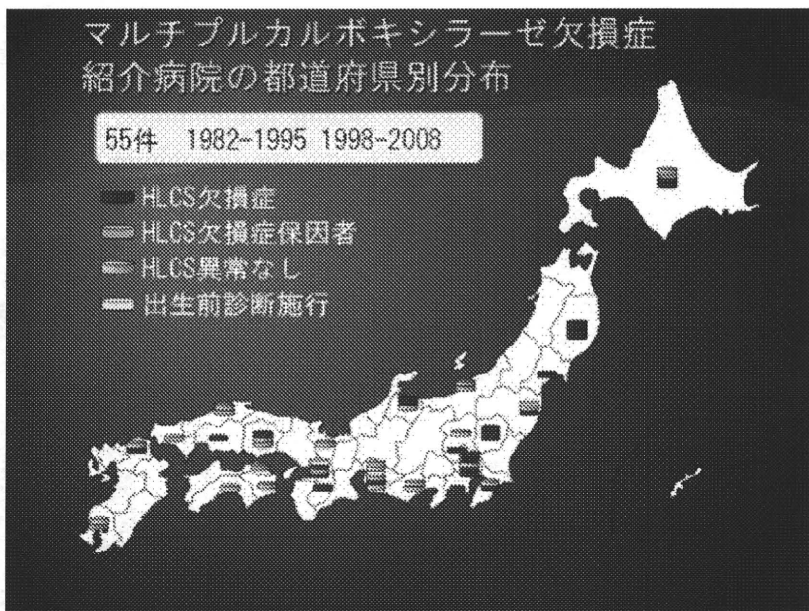 マルチプルカルボキシラーゼ欠損症
紹介病院の都道府県別分布
55件 1982-1995 1998-2008
HLCS欠損症
HLCS欠損症保因者
HLCS異常なし
出生前診断施行